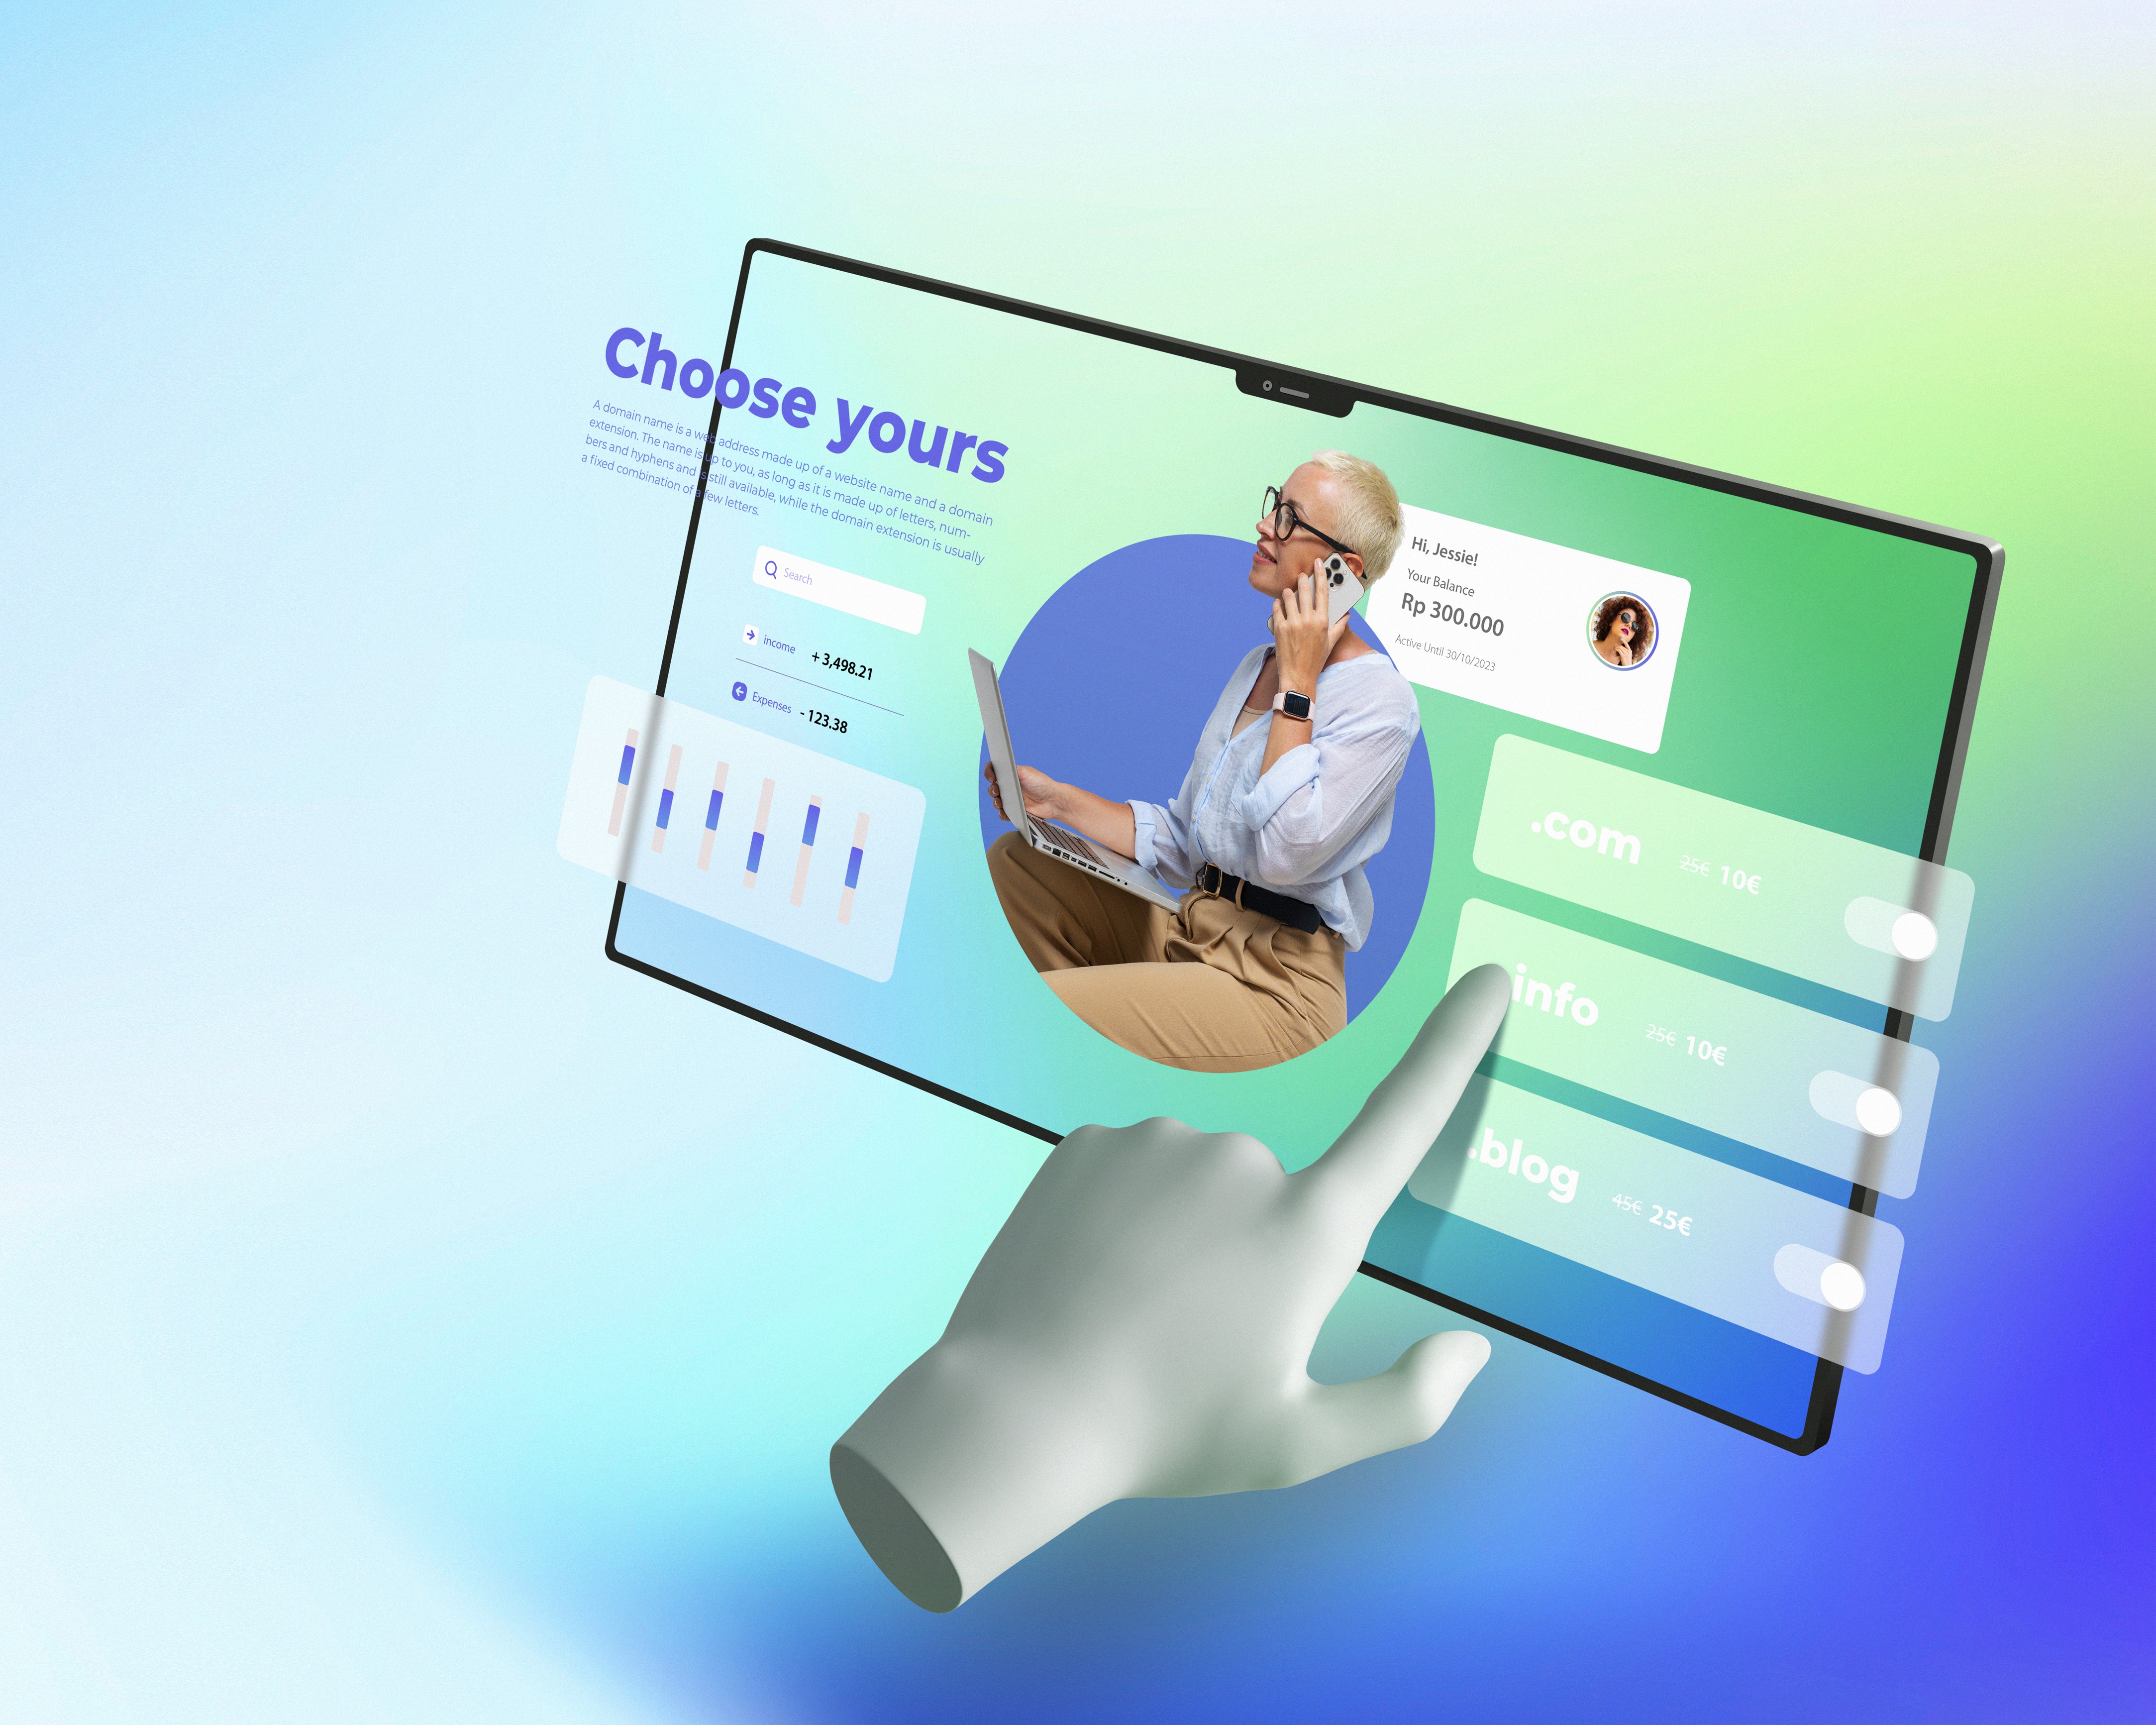 Choose yours
A domain name is a web address made up of a website name and a domain
extension. The name is up to you, as long as it is made up of letters, num-
bers and hyphens and is still available, while the domain extension is usually
a fixed combination of a few letters.
Search
income + 3,498.21
Expenses - 123.38
Hi, Jessie!
Your Balance
Rp 300.000
Active Until 30/10/2023
.com 25€ 10€
info 25€ 10€
.blog 45€ 25€